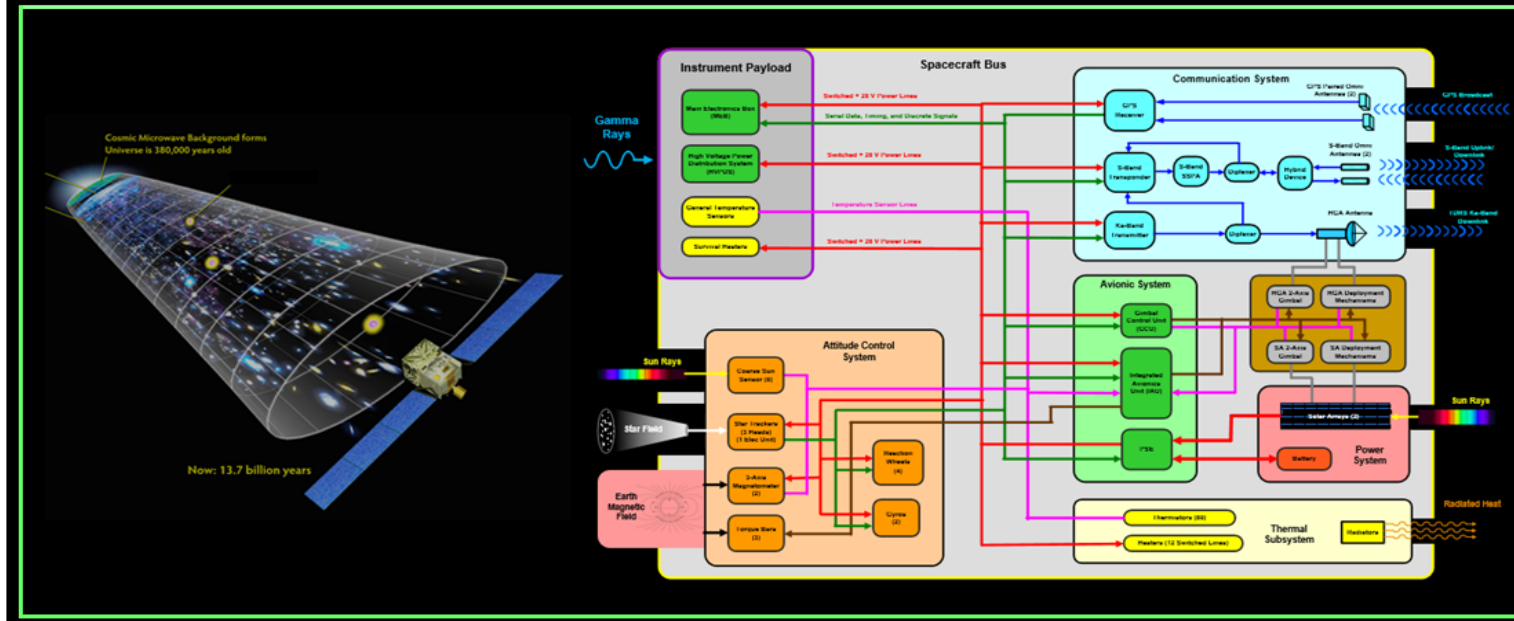 Cosmic Microwave Background forms
Universe is 380,000 years old
Now: 13.7 billion years
Gamma
Rays
Instrument Payload
Main Electronics Box
(MEB)
High Voltage Power
Distribution System
(HVPDS)
General Temperature
Sensors
Survival Heaters
Spacecraft Bus
Switched + 28 V Power Lines
Serial Data, Timing, and Discrete Signals
Switched + 28 V Power Lines
Temperature Sensor Lines
Switched + 28 V Power Lines
Communication System
GPS Paired Omni
Antennas (2)
GPS
Receiver
GPS Broadcast
S-Band Omni
Antennas (2)
S-Band Uplink/
Downlink
S-Band
Transponder
S-Band
SSPA
Diplexer
Hybrid
Device
HGA Antenna
TDRS Ka-Band
Downlink
Ka-Band
Transmitter
Diplexer
Avionic System
Gimbal
Control Unit
(GCU)
Integrated
Avionics
Unit (IAU)
PSE
HGA 2-Axis
Gimbal
HGA Deployment
Mechanisms
SA 2-Axis
Gimbal
SA Deployment
Mechanisms
Attitude Control
System
Sun Rays
Coarse Sun
Sensor (8)
Star Field
Star Trackers
(3 Heads)
(1 Elec Unit)
Reaction
Wheels
(4)
Earth
Magnetic
Field
3-Axis
Magnetometer
(2)
Gyros
(2)
Torque Bars
(3)
Solar Arrays (2)
Sun Rays
Battery
Power
System
Thermistors
Heaters (12 Switched Lines)
Thermal
Subsystem
Radiators
Radiated Heat